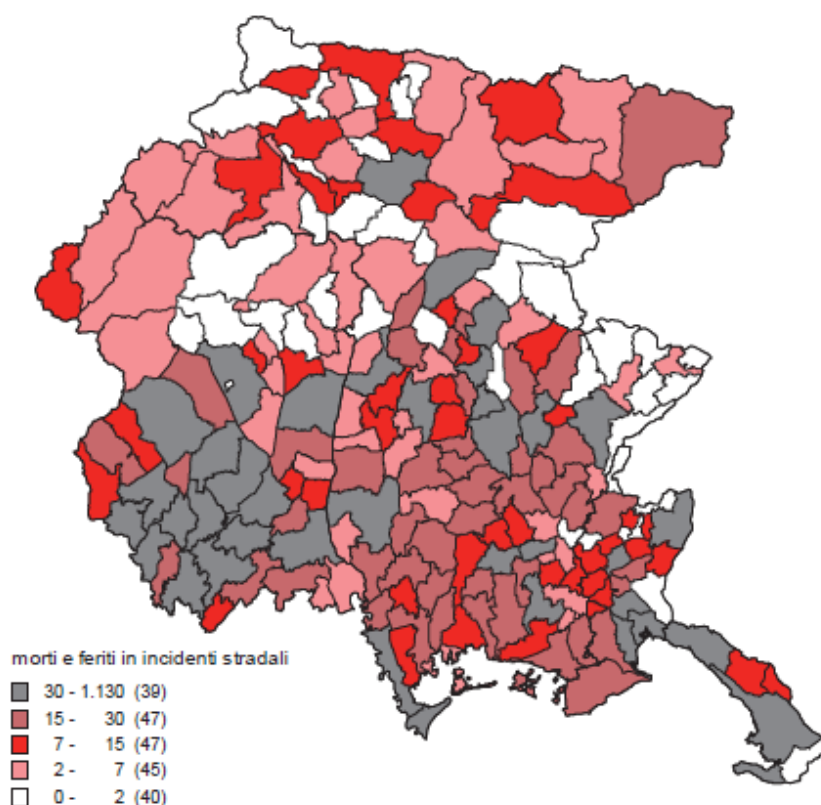 morti e feriti in incidenti stradali
30 - 1.130 (39)
15 - 30 (47)
7 - 15 (47)
2 - 7 (45)
0 - 2 (40)